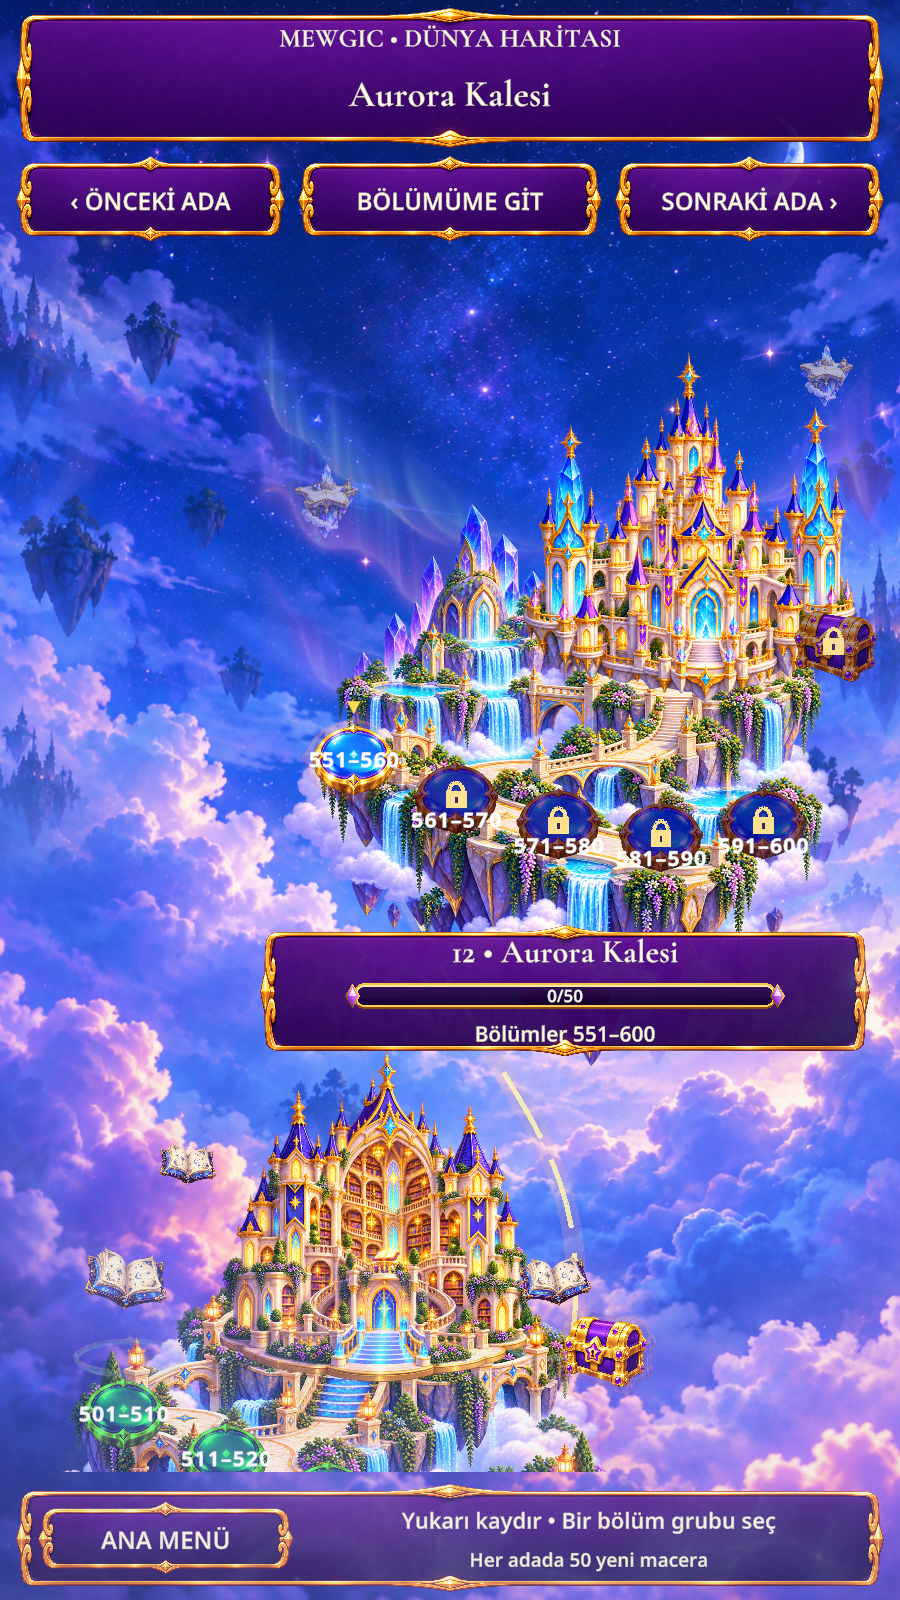 MEWGIC • DÜNYA HARİTASI
Aurora Kalesi
‹ ÖNCEKİ ADA
BÖLÜMÜME GİT
SONRAKİ ADA ›
551–560
561–570
571–580
581–590
591–600
12 • Aurora Kalesi
0/50
Bölümler 551–600
501–510
511–520
Yukarı kaydır • Bir bölüm grubu seç
ANA MENÜ
Her adada 50 yeni macera